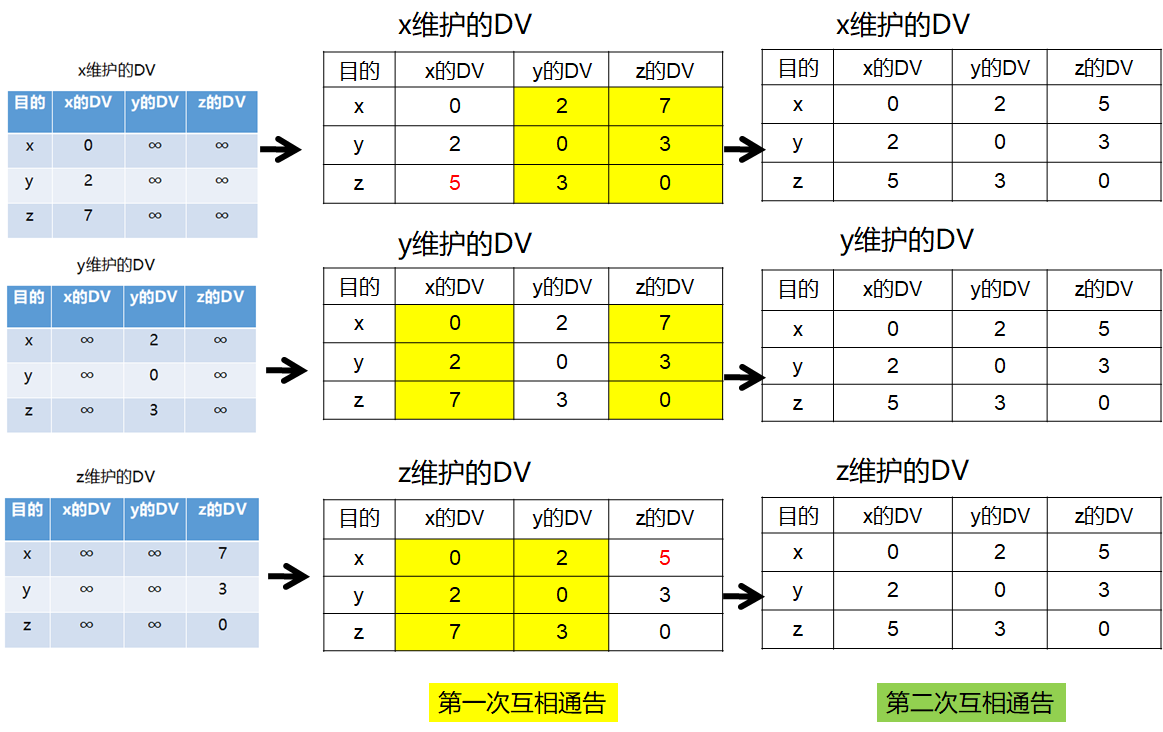 x维护的DV
目的 x的DV y的DV z的DV
x 0 ∞ ∞
y 2 ∞ ∞
z 7 ∞ ∞
y维护的DV
目的 x的DV y的DV z的DV
x ∞ 2 ∞
y ∞ 0 ∞
z ∞ 3 ∞
z维护的DV
目的 x的DV y的DV z的DV
x ∞ ∞ 7
y ∞ ∞ 3
z ∞ ∞ 0
x维护的DV
目的 x的DV y的DV z的DV
x 0 2 7
y 2 0 3
z 5 3 0
y维护的DV
目的 x的DV y的DV z的DV
x 0 2 7
y 2 0 3
z 7 3 0
z维护的DV
目的 x的DV y的DV z的DV
x 0 2 5
y 2 0 3
z 7 3 0
第一次互相通告
x维护的DV
目的 x的DV y的DV z的DV
x 0 2 5
y 2 0 3
z 5 3 0
y维护的DV
目的 x的DV y的DV z的DV
x 0 2 5
y 2 0 3
z 5 3 0
z维护的DV
目的 x的DV y的DV z的DV
x 0 2 5
y 2 0 3
z 5 3 0
第二次互相通告